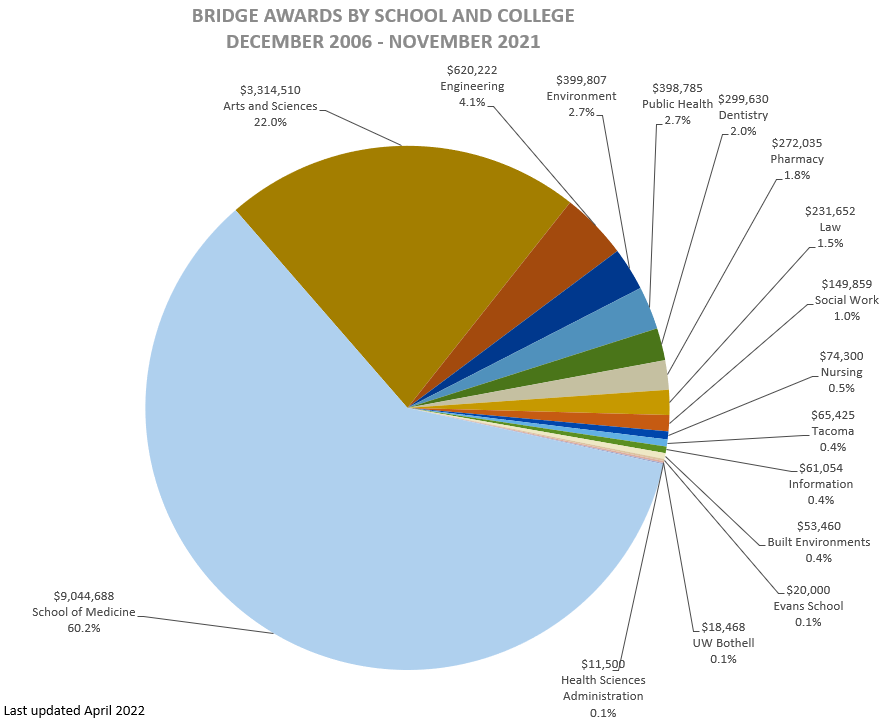 BRIDGE AWARDS BY SCHOOL AND COLLEGE
DECEMBER 2006 - NOVEMBER 2021
$3,314,510
Arts and Sciences
22.0%
$620,222
Engineering
4.1%
$399,807
Environment
2.7%
$398,785
Public Health
2.7%
$299,630
Dentistry
2.0%
$272,035
Pharmacy
1.8%
$231,652
Law
1.5%
$149,859
Social Work
1.0%
$74,300
Nursing
0.5%
$65,425
Tacoma
0.4%
$61,054
Information
0.4%
$53,460
Built Environments
0.4%
$20,000
Evans School
0.1%
$18,468
UW Bothell
0.1%
$11,500
Health Sciences
Administration
0.1%
$9,044,688
School of Medicine
60.2%
Last updated April 2022